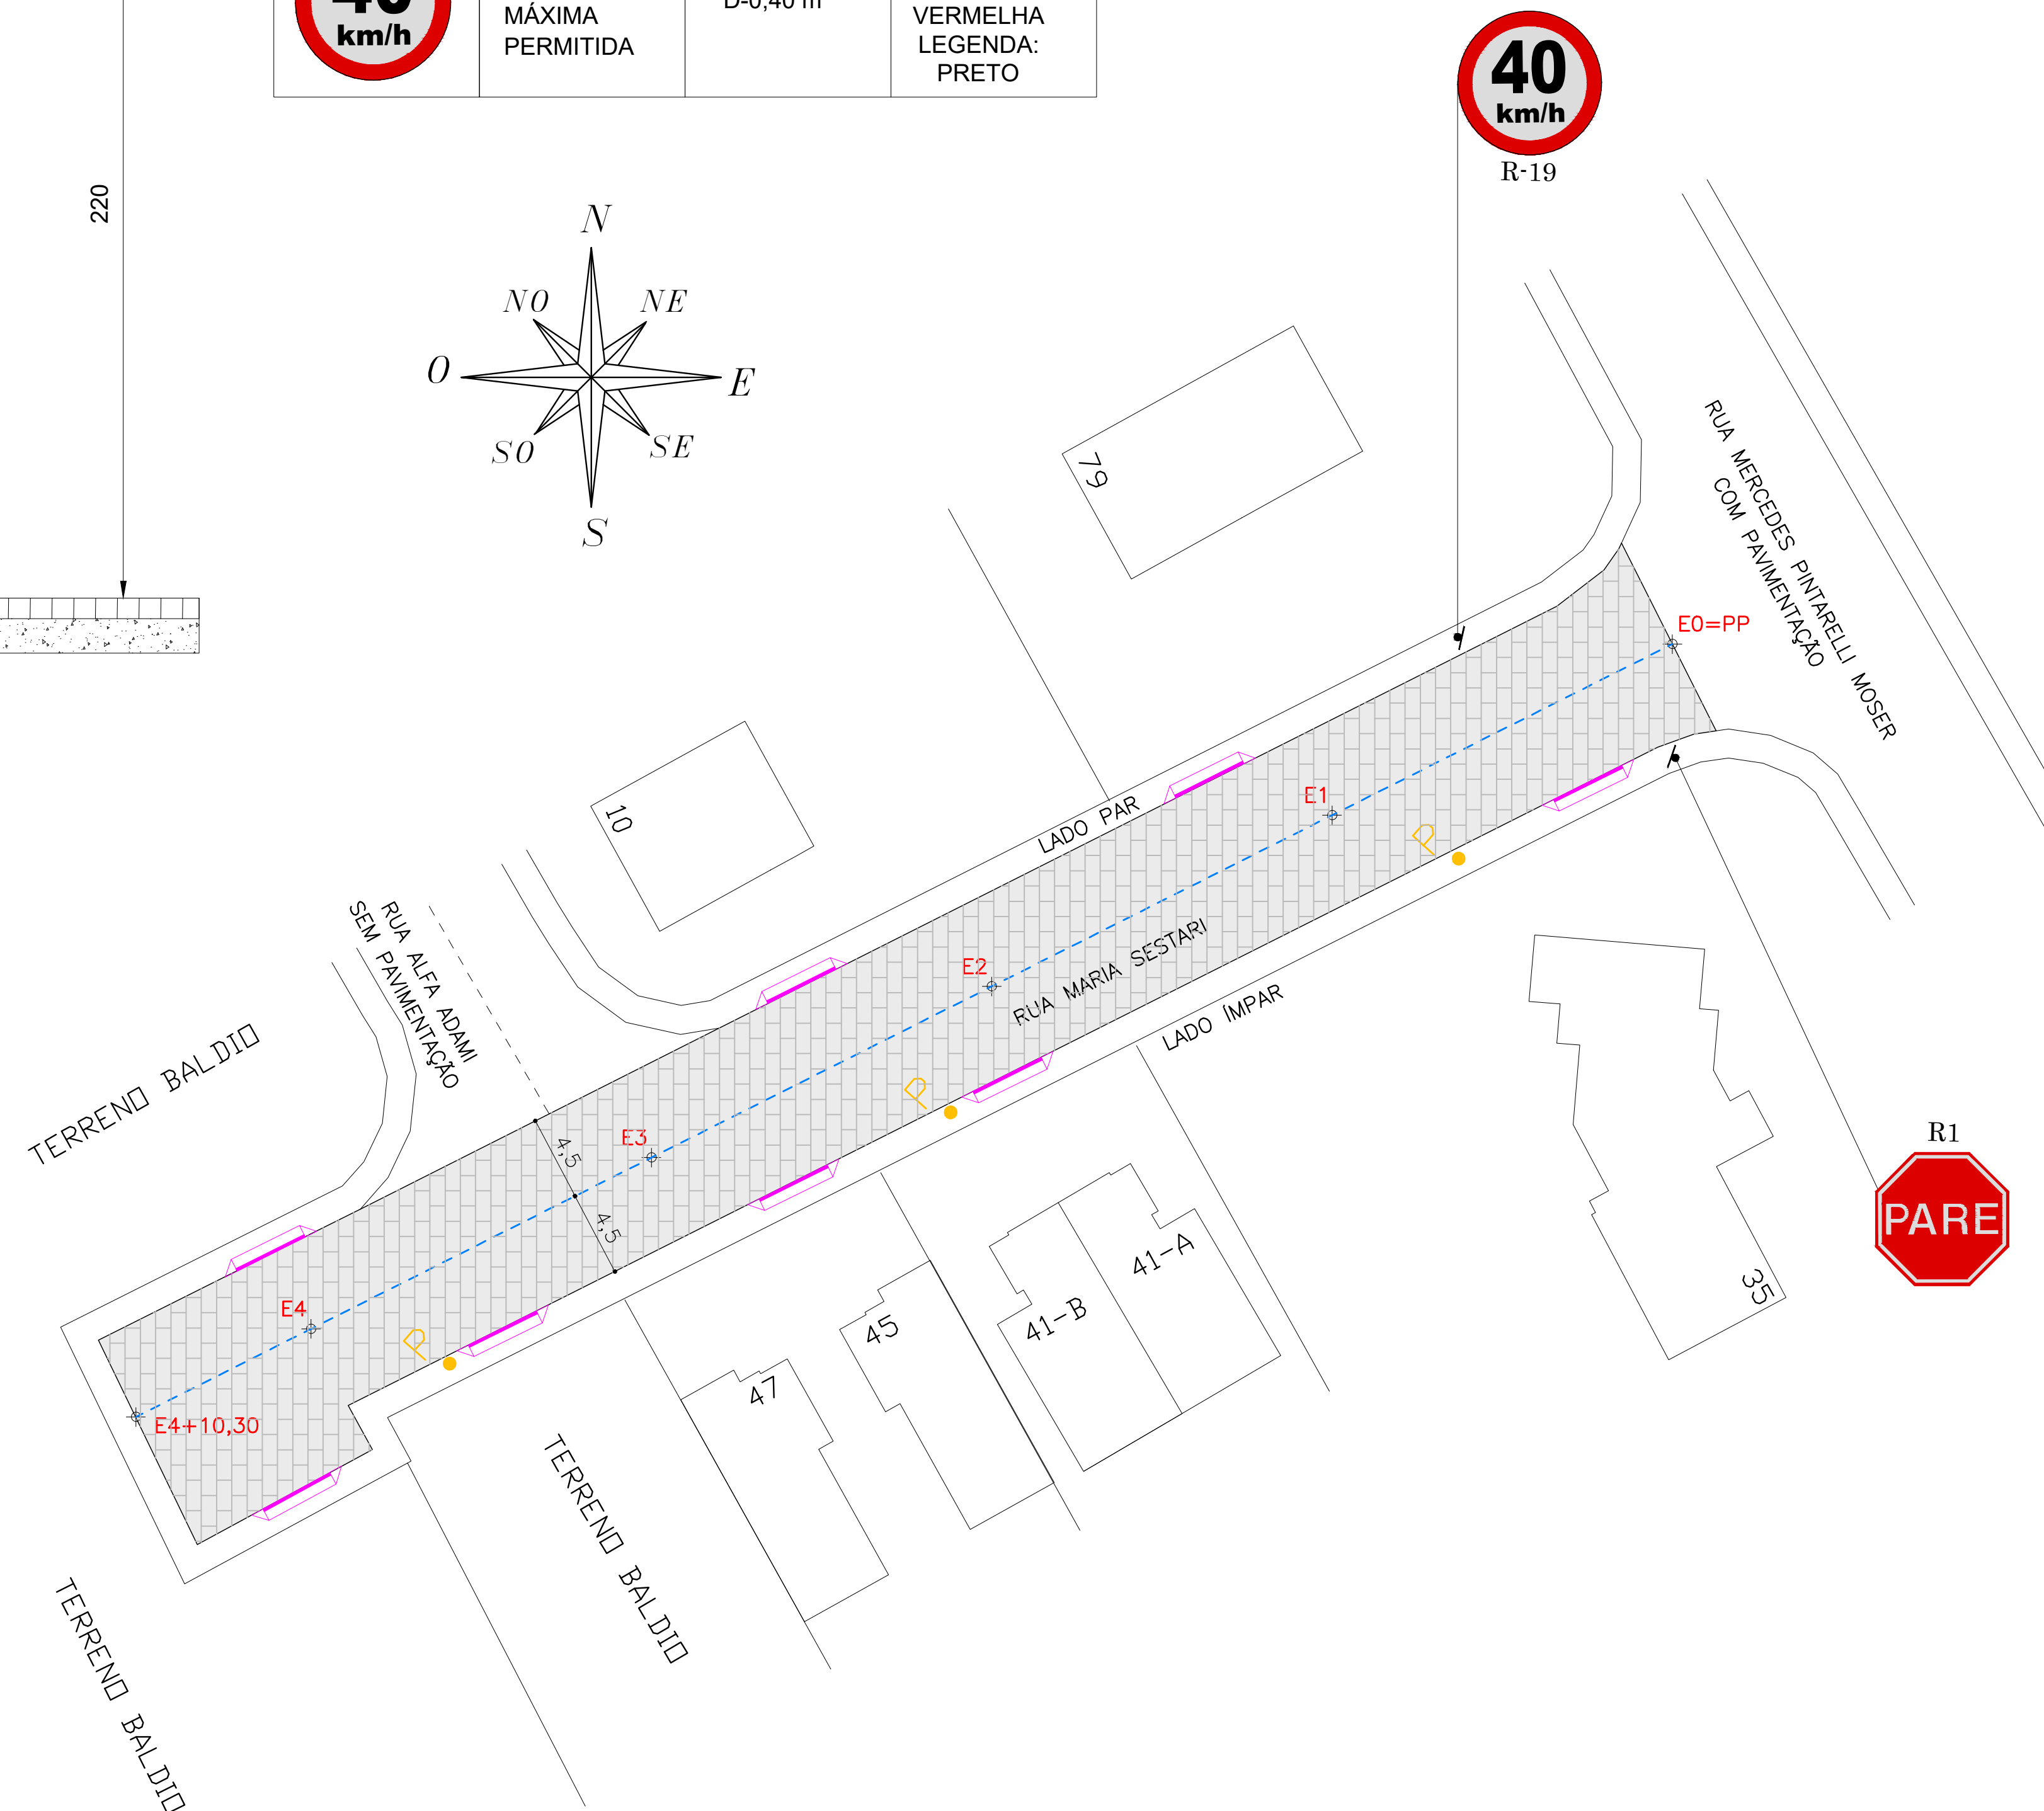 km/h
MÁXIMA
PERMITIDA
VERMELHA
LEGENDA:
PRETO
40
km/h
R-19
220
N
NO
NE
O
E
SO
SE
S
79
RUA MERCEDES PINTARELLI MOSER
COM PAVIMENTAÇÃO
E0=PP
10
LADO PAR
E1
P
RUA ALFA ADAMI
SEM PAVIMENTAÇÃO
E2
RUA MARIA SESTARI
LADO ÍMPAR
TERRENO BALDIO
P
E3
4,5
4,5
R1
PARE
41-A
41-B
35
45
47
E4
P
E4+10,30
TERRENO BALDIO
TERRENO BALDIO